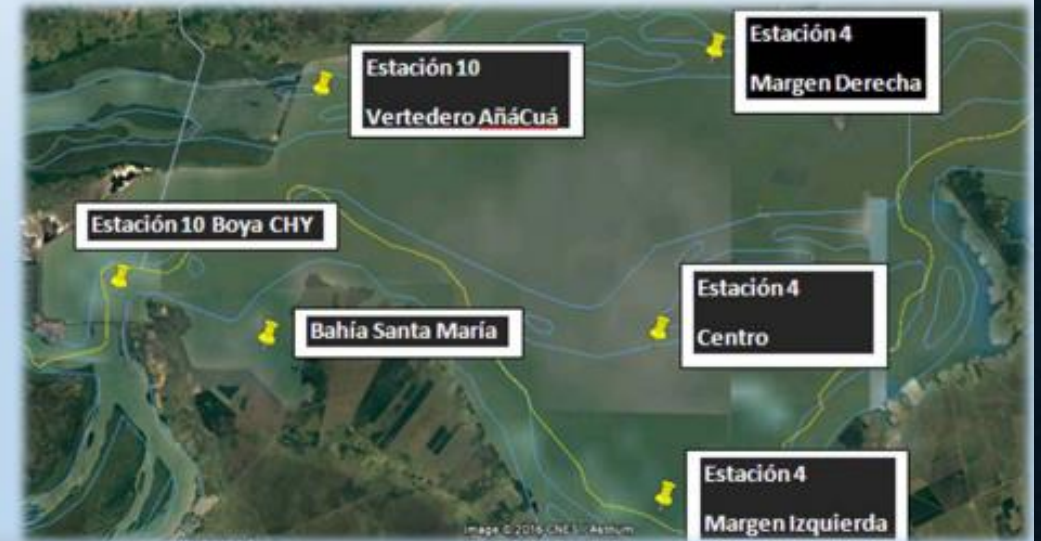 Estación 4
Margen Derecha
Estación 10
Vertedero AñáCuá
Estación 10 Boya CHY
Bahía Santa María
Estación 4
Centro
Estación 4
Margen Izquierda
Image © 2016 CNES / Astrium